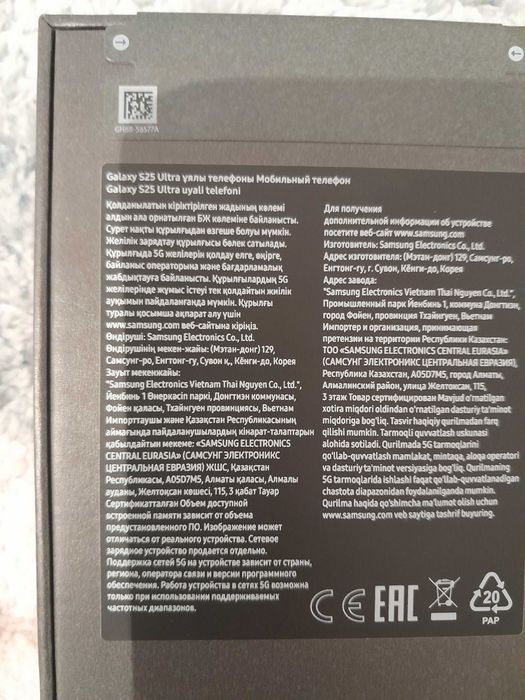 GH68-58577A
Galaxy S25 Ultra ұялы телефоны Мобильный телефон
Galaxy S25 Ultra uyali telefoni
Қолданылатын кіріктірілген жадының көлемі
алдын ала орнатылған БЖ көлеміне байланысты.
Сурет нақты құрылғыдан өзгеше болуы мүмкін.
Желілік зарядтау құрылғысы бөлек сатылады.
Құрылғыда 5G желілерін қолдау елге, өңірге,
байланыс операторына және бағдарламалық
жабдықтауға байланысты. Құрылғылардың 5G
желілерінде жұмыс істеуі тек қолдайтын жиілік
ауқымын пайдаланғанда мүмкін. Құрылғы
туралы қосымша ақпарат алу үшін
www.samsung.com веб-сайтына кіріңіз.
Өндіруші: Samsung Electronics Co., Ltd.
Өндірушінің мекен-жайы: (Мэтан-донг) 129,
Самсунг-ро, Енгтонг-гу, Сувон қ., Кёнги-до, Корея
Зауыт мекенжайы:
"Samsung Electronics Vietnam Thai Nguyen Co., Ltd.",
Йенбинь 1 Өнеркәсіп паркі, Донгтиэн коммунасы,
Фойен қаласы, Тхайнгуен провинциясы, Вьетнам
Импорттаушы және Қазақстан Республикасының
аймағында пайдаланушылардың кінарат-талаптарын
қабылдайтын мекеме: «SAMSUNG ELECTRONICS
CENTRAL EURASIA» (САМСУНГ ЭЛЕКТРОНИКС
ЦЕНТРАЛЬНАЯ ЕВРАЗИЯ) ЖШС, Қазақстан
Республикасы, A05D7M5, Алматы қаласы, Алмалы
ауданы, Желтоқсан көшесі, 115, 3 қабат Тауар
Сертификатталған Объем доступной
встроенной памяти зависит от объема
предустановленного ПО. Изображение может
отличаться от реального устройства. Сетевое
зарядное устройство продается отдельно.
Поддержка сетей 5G на устройстве зависит от страны,
региона, оператора связи и версии программного
обеспечения. Работа устройства в сетях 5G возможна
только при использовании поддерживаемых
частотных диапазонов.
Для получения
дополнительной информации об устройстве
посетите веб-сайт www.samsung.com
Изготовитель: Samsung Electronics Co., Ltd.
Адрес изготовителя: (Мэтан-донг) 129, Самсунг-ро,
Енгтонг-гу, г. Сувон, Кёнги-до, Корея
Адрес завода:
"Samsung Electronics Vietnam Thai Nguyen Co., Ltd.",
Промышленный парк Йенбинь 1, коммуна Донгтиэн,
город Фойен, провинция Тхайнгуен, Вьетнам
Импортер и организация, принимающая
претензии на территории Республики Казахстан:
ТОО «SAMSUNG ELECTRONICS CENTRAL EURASIA»
(САМСУНГ ЭЛЕКТРОНИКС ЦЕНТРАЛЬНАЯ ЕВРАЗИЯ),
Республика Казахстан, A05D7M5, город Алматы,
Алмалинский район, улица Желтоксан, 115,
3 этаж Товар сертифицирован Mavjud o'rnatilgan
xotira miqdori oldindan o'rnatilgan dasturiy ta'minot
miqdoriga bog'liq. Tasvir haqiqiy qurilmadan farq
qilishi mumkin. Tarmoqli quvvatlash uskunasi
alohida sotiladi. Qurilmada 5G tarmoqlarini
qo'llab-quvvatlash mamlakat, mintaqa, aloqa operatori
va dasturiy ta'minot versiyasiga bog'liq. Qurilmaning
5G tarmoqlarida ishlashi faqat qo'llab-quvvatlanadigan
chastota diapazonidan foydalanilganda mumkin.
Qurilma haqida qo'shimcha ma'lumot olish uchun
www.samsung.com veb saytiga tashrif buyuring.
CE EAC
20
PAP